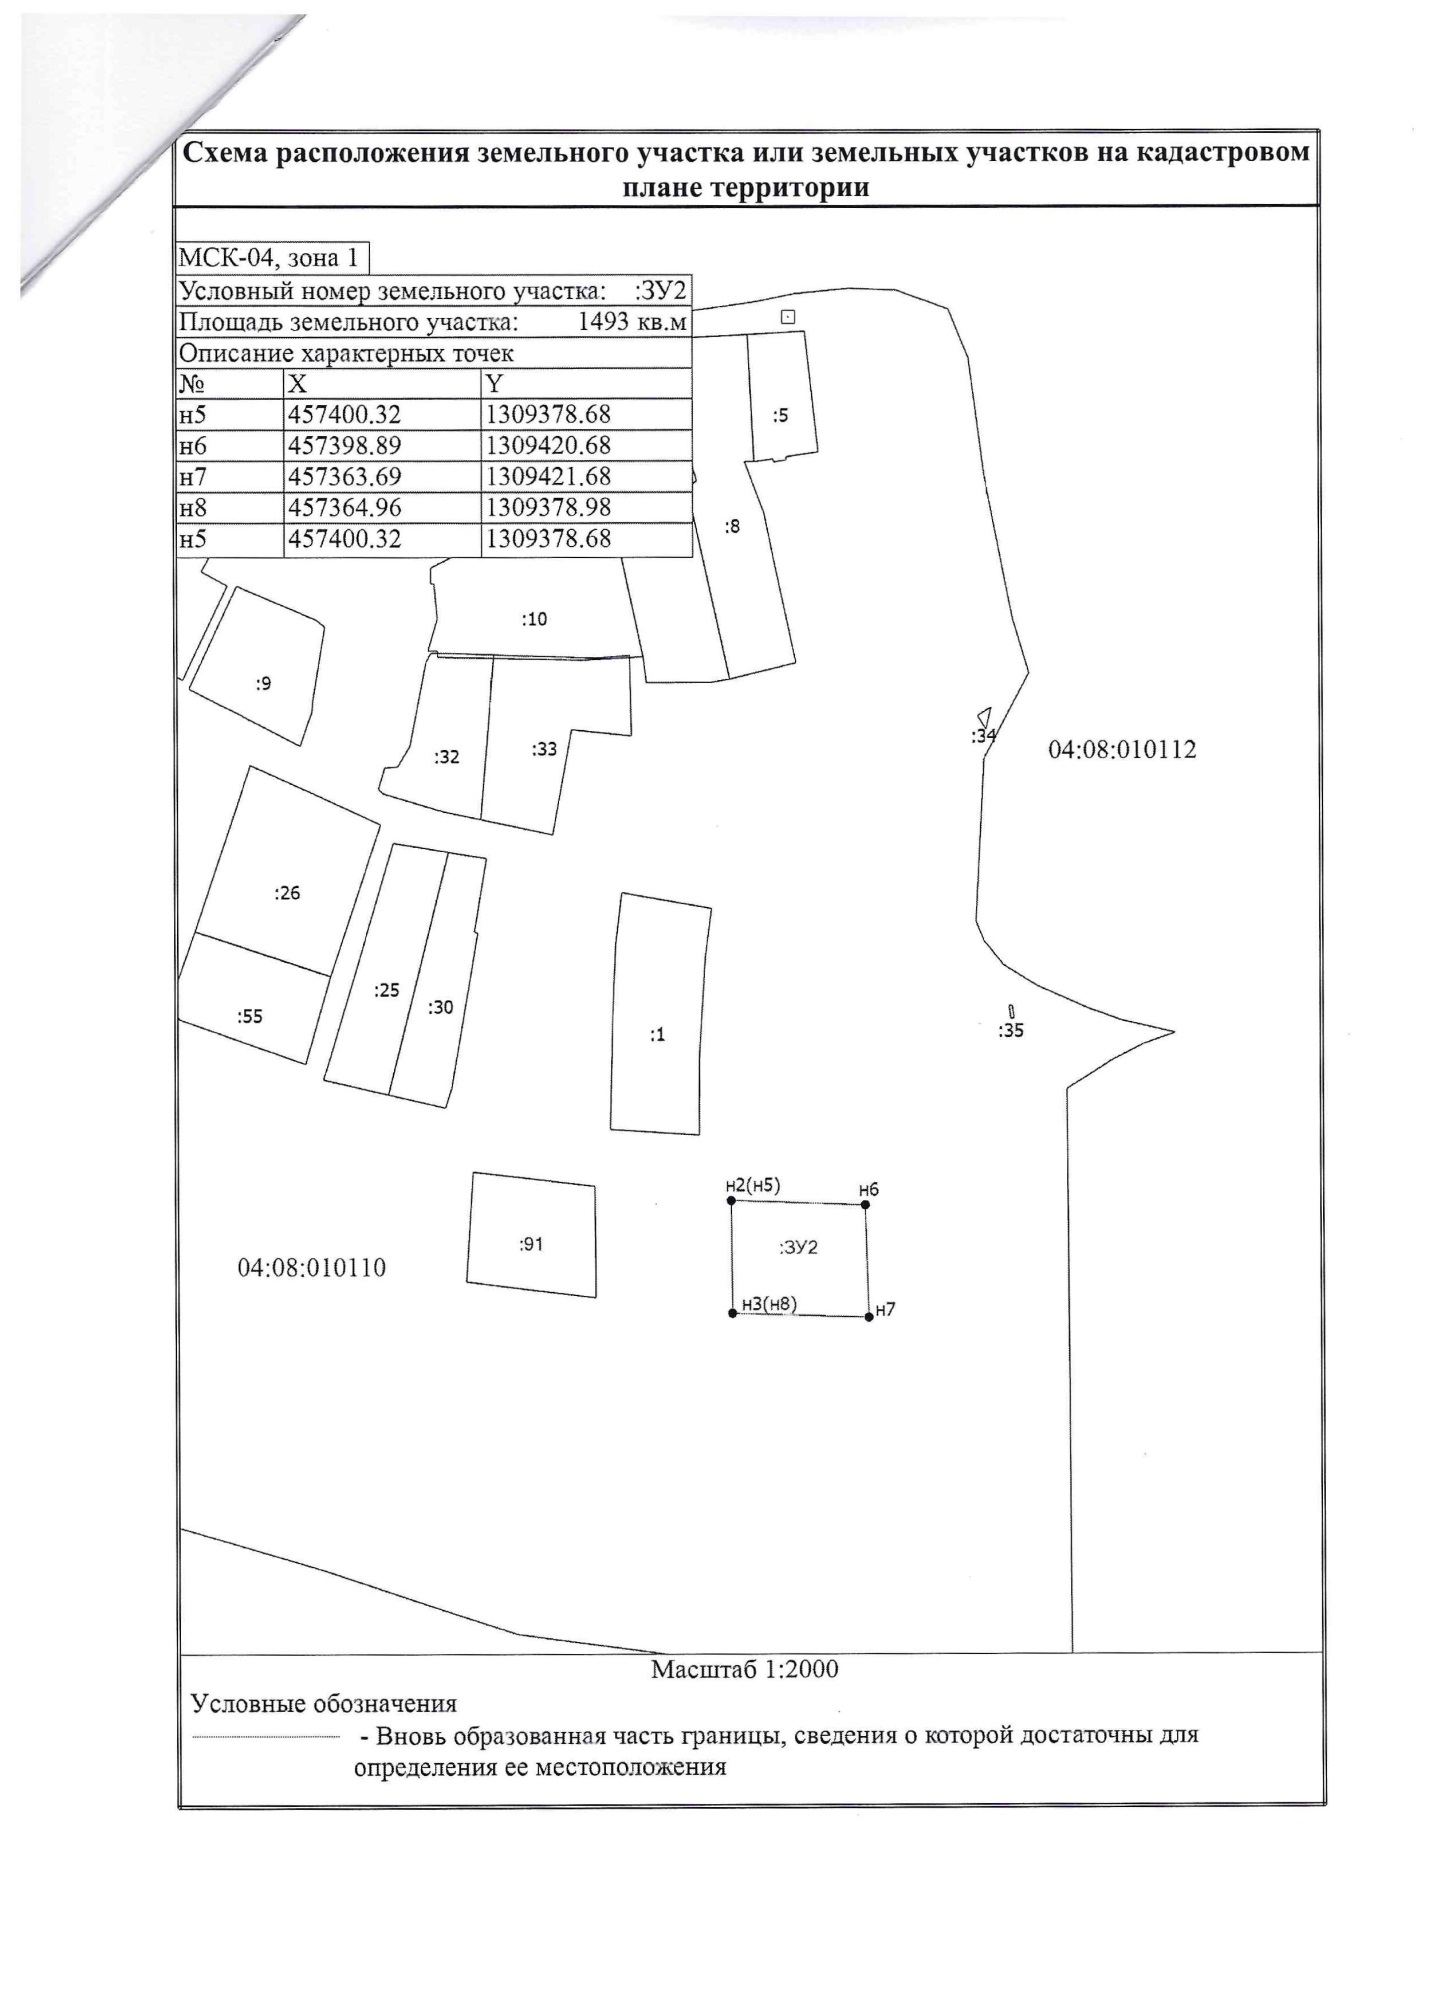 Схема расположения земельного участка или земельных участков на кадастровом
плане территории
МСК-04, зона 1
Условный номер земельного участка: :ЗУ2
Площадь земельного участка: 1493 кв.м
Описание характерных точек
№ X Y
н5 457400.32 1309378.68
н6 457398.89 1309420.68
н7 457363.69 1309421.68
н8 457364.96 1309378.98
н5 457400.32 1309378.68
:5
:8
:10
:9
:32
:33
:34
04:08:010112
:26
:25
:30
:55
:1
:35
н2(н5)
н6
:91
:ЗУ2
04:08:010110
н3(н8)
н7
Масштаб 1:2000
Условные обозначения
- Вновь образованная часть границы, сведения о которой достаточны для
определения ее местоположения